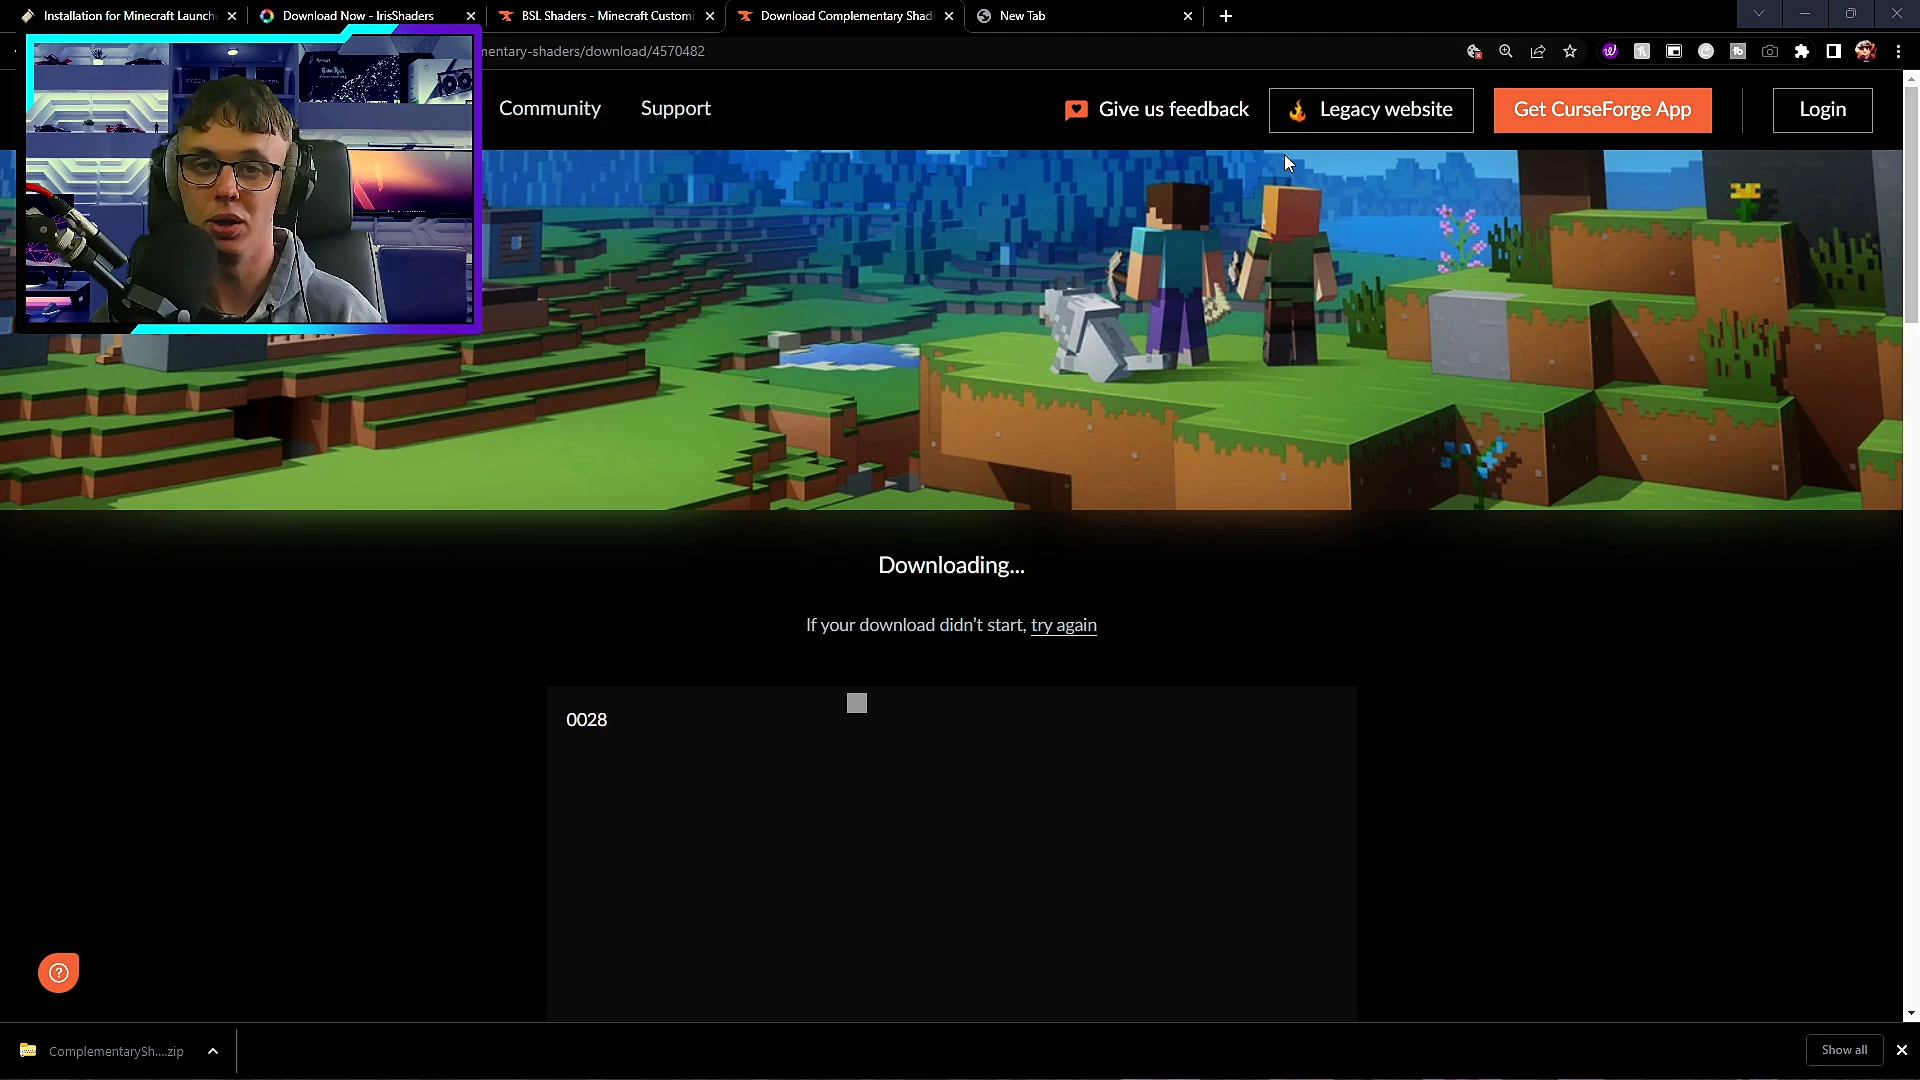 Installation for Minecraft Launch
Download Now - IrisShaders
BSL Shaders - Minecraft Customi
Download Complementary Shad
New Tab
mentary-shaders/download/4570482
Community
Support
Give us feedback
Legacy website
Get CurseForge App
Login
Downloading...
If your download didn't start, try again
0028
ComplementarySh....zip
Show all